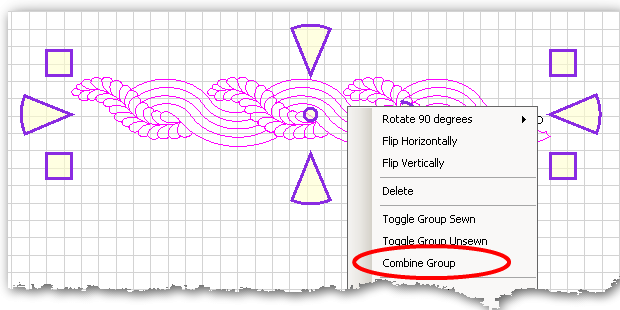 Rotate 90 degrees
Flip Horizontally
Flip Vertically
Delete
Toggle Group Sewn
Toggle Group Unsewn
Combine Group